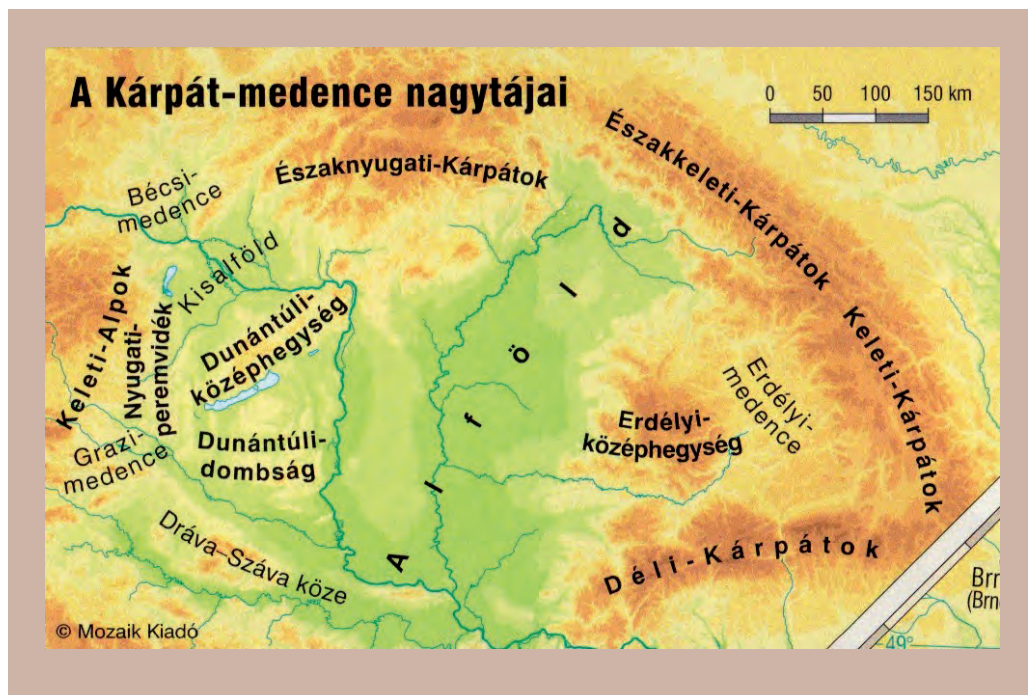 A Kárpát-medence nagytájai
0 50 100 150 km
Északnyugati-Kárpátok
Északkeleti-Kárpátok
Bécsi-
medence
Kisalföld
Keleti-Alpok
Nyugati-
peremvidék
Dunántúli-
középhegység
Alföld
Keleti-Kárpátok
Erdélyi-
medence
Erdélyi-
középhegység
Grazi-
medence
Dunántúli-
dombság
Dráva–Száva köze
Déli-Kárpátok
Brn
(Brn
49°
© Mozaik Kiadó